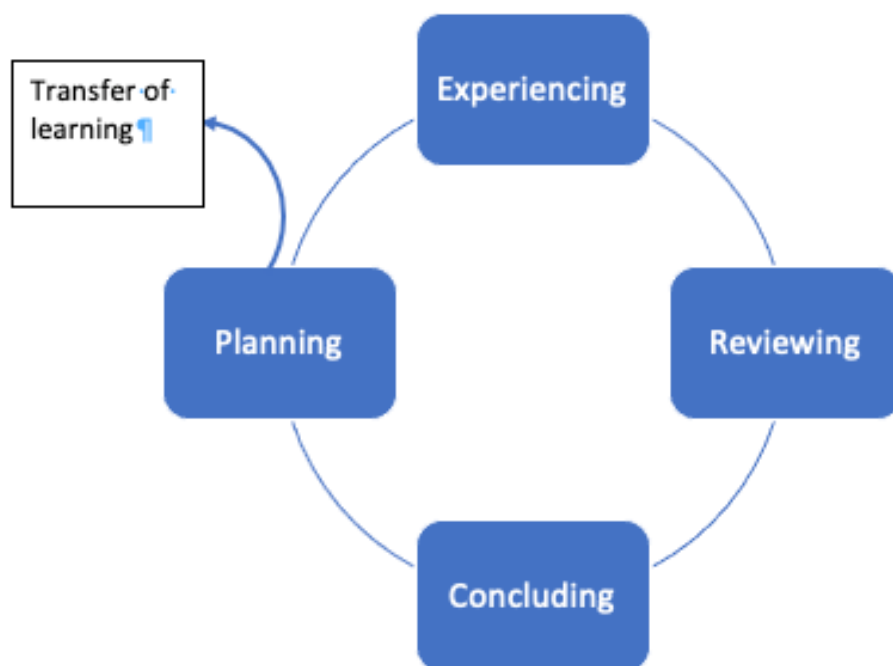 Experiencing
Transfer·of·
learning¶
Planning
Reviewing
Concluding